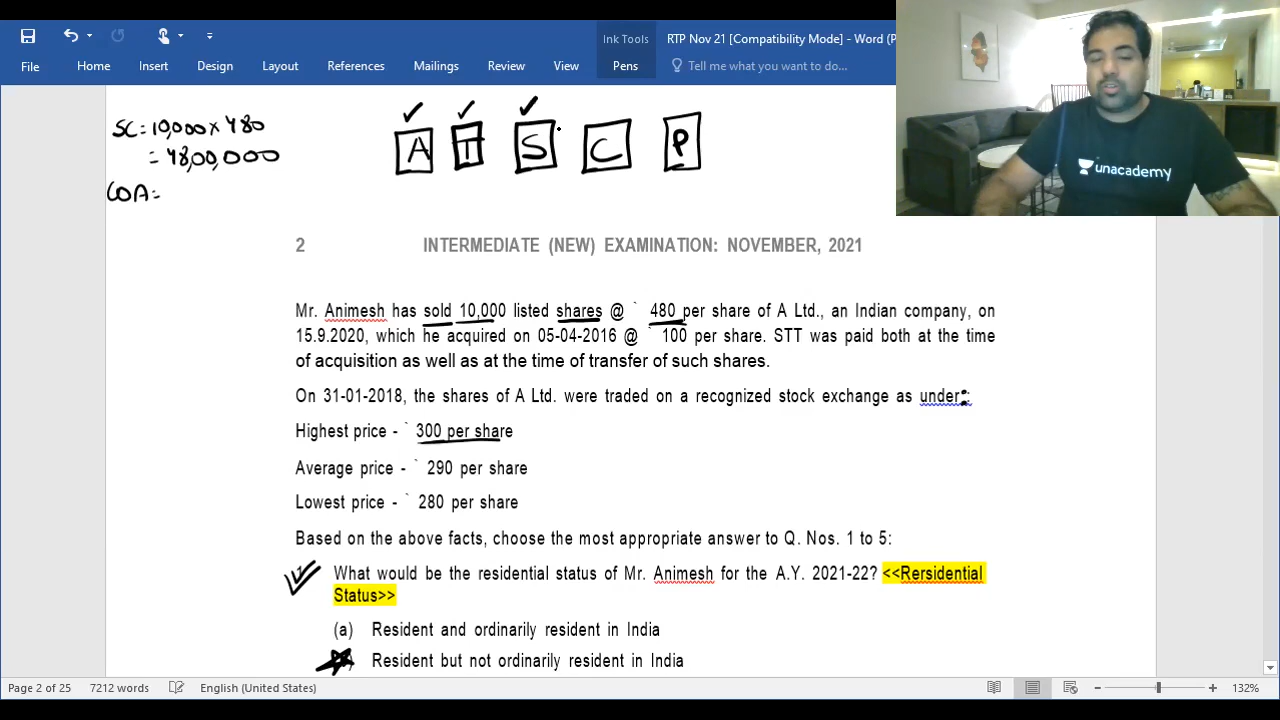 Ink Tools
RTP Nov 21 [Compatibility Mode] - Word (P
File Home Insert Design Layout References Mailings Review View Pens Tell me what you want to do...
unacademy
SC = 10,000 x 480
= 48,00,000
COA =
A T S C P
2 INTERMEDIATE (NEW) EXAMINATION: NOVEMBER, 2021
Mr. Animesh has sold 10,000 listed shares @ ` 480 per share of A Ltd., an Indian company, on
15.9.2020, which he acquired on 05-04-2016 @ ` 100 per share. STT was paid both at the time
of acquisition as well as at the time of transfer of such shares.
On 31-01-2018, the shares of A Ltd. were traded on a recognized stock exchange as under:
Highest price - ` 300 per share
Average price - ` 290 per share
Lowest price - ` 280 per share
Based on the above facts, choose the most appropriate answer to Q. Nos. 1 to 5:
What would be the residential status of Mr. Animesh for the A.Y. 2021-22? <<Rersidential
Status>>
(a) Resident and ordinarily resident in India
Resident but not ordinarily resident in India
Page 2 of 25 7212 words English (United States) 132%